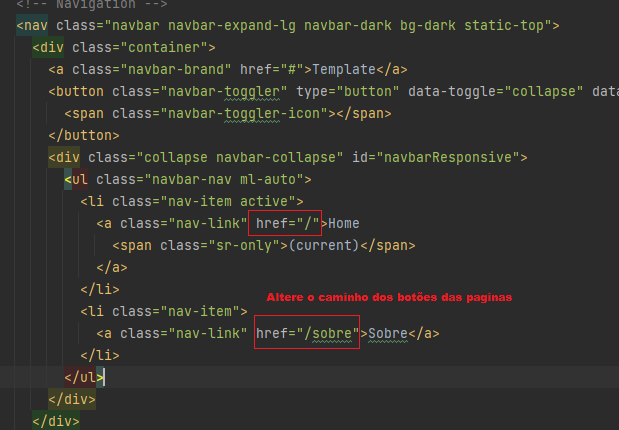 <!-- Navigation -->
<nav class="navbar navbar-expand-lg navbar-dark bg-dark static-top">
<div class="container">
<a class="navbar-brand" href="#">Template</a>
<button class="navbar-toggler" type="button" data-toggle="collapse" dat
<span class="navbar-toggler-icon"></span>
</button>
<div class="collapse navbar-collapse" id="navbarResponsive">
<ul class="navbar-nav ml-auto">
<li class="nav-item active">
<a class="nav-link" href="/">Home
<span class="sr-only">(current)</span>
</a>
</li>
Altere o caminho dos botões das paginas
<li class="nav-item">
<a class="nav-link" href="/sobre">Sobre</a>
</li>
</ul>
</div>
</div>